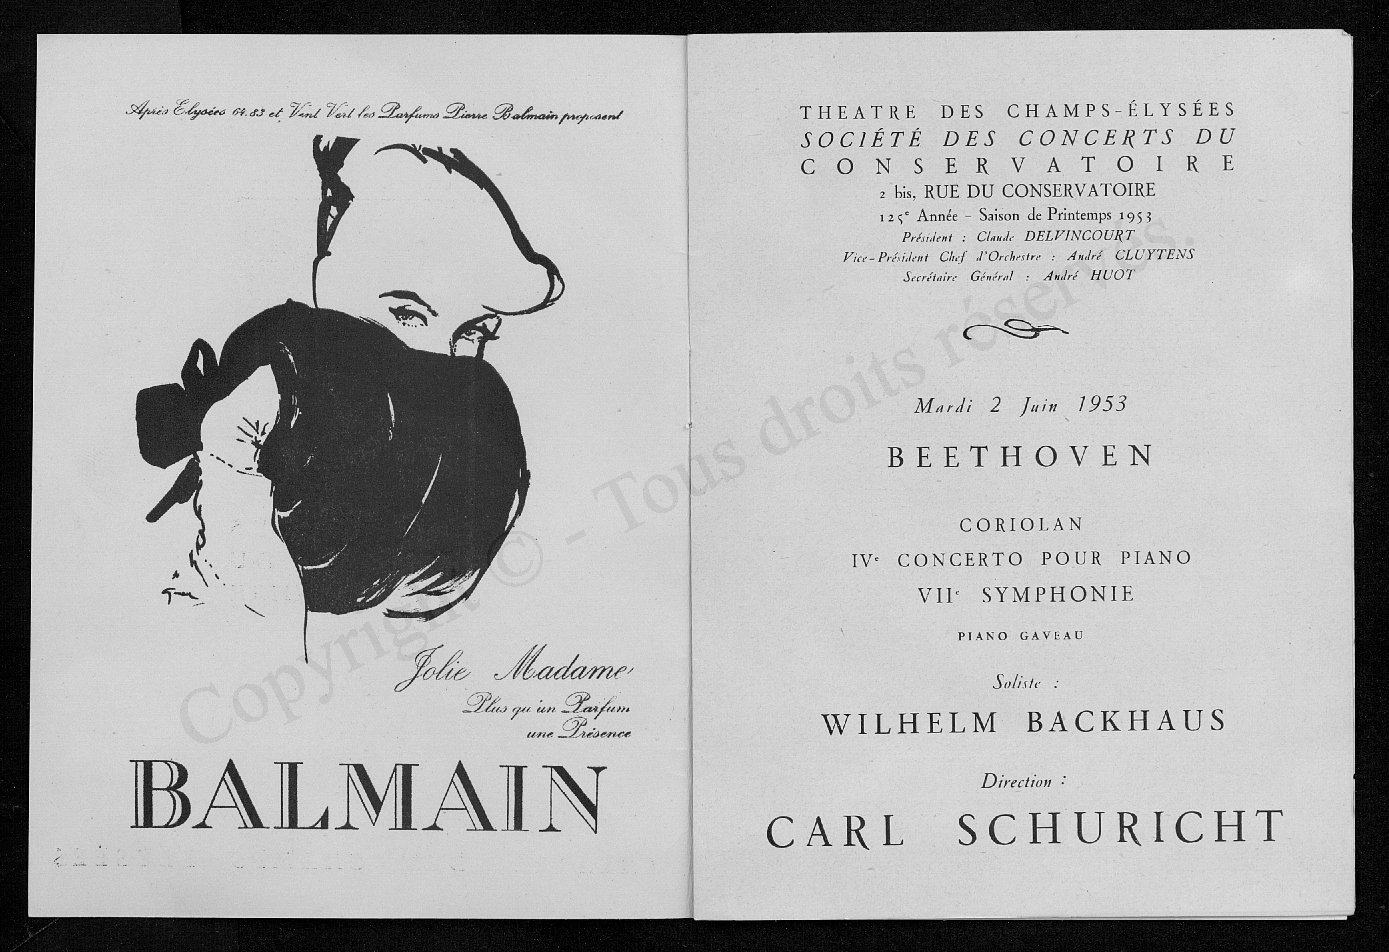 Après Elysées 64.83 et Vent Vert les Parfums Pierre Balmain proposent
Jolie Madame
Plus qu'un Parfum
une Présence
BALMAIN
THEATRE DES CHAMPS-ÉLYSÉES
SOCIÉTÉ DES CONCERTS DU
CONSERVATOIRE
2 bis, RUE DU CONSERVATOIRE
125e Année - Saison de Printemps 1953
Président : Claude DELVINCOURT
Vice-Président Chef d'Orchestre : André CLUYTENS
Secrétaire Général : André HUOT
Mardi 2 Juin 1953
BEETHOVEN
CORIOLAN
IVe CONCERTO POUR PIANO
VIIe SYMPHONIE
PIANO GAVEAU
Soliste :
WILHELM BACKHAUS
Direction :
CARL SCHURICHT
Copyright © - Tous droits réservés.